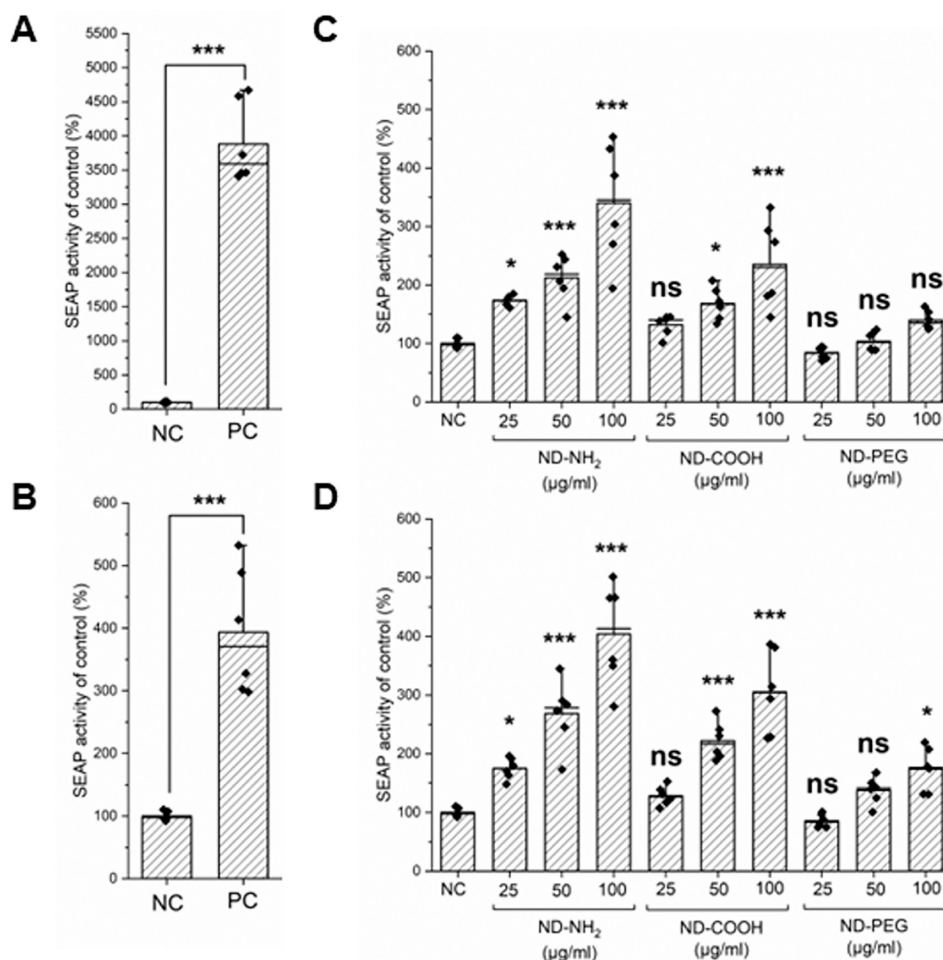 A
SEAP activity of control (%)
5500
5000
4500
4000
3500
3000
2500
2000
1500
1000
500
0
***
NC PC
C
SEAP activity of control (%)
600
500
400
300
200
100
0
* *** *** ns * *** ns ns ns
NC 25 50 100 25 50 100 25 50 100
ND-NH₂ ND-COOH ND-PEG
(µg/ml) (µg/ml) (µg/ml)
B
SEAP activity of control (%)
600
500
400
300
200
100
0
***
NC PC
D
SEAP activity of control (%)
600
500
400
300
200
100
0
* *** *** ns *** *** ns ns *
NC 25 50 100 25 50 100 25 50 100
ND-NH₂ ND-COOH ND-PEG
(µg/ml) (µg/ml) (µg/ml)